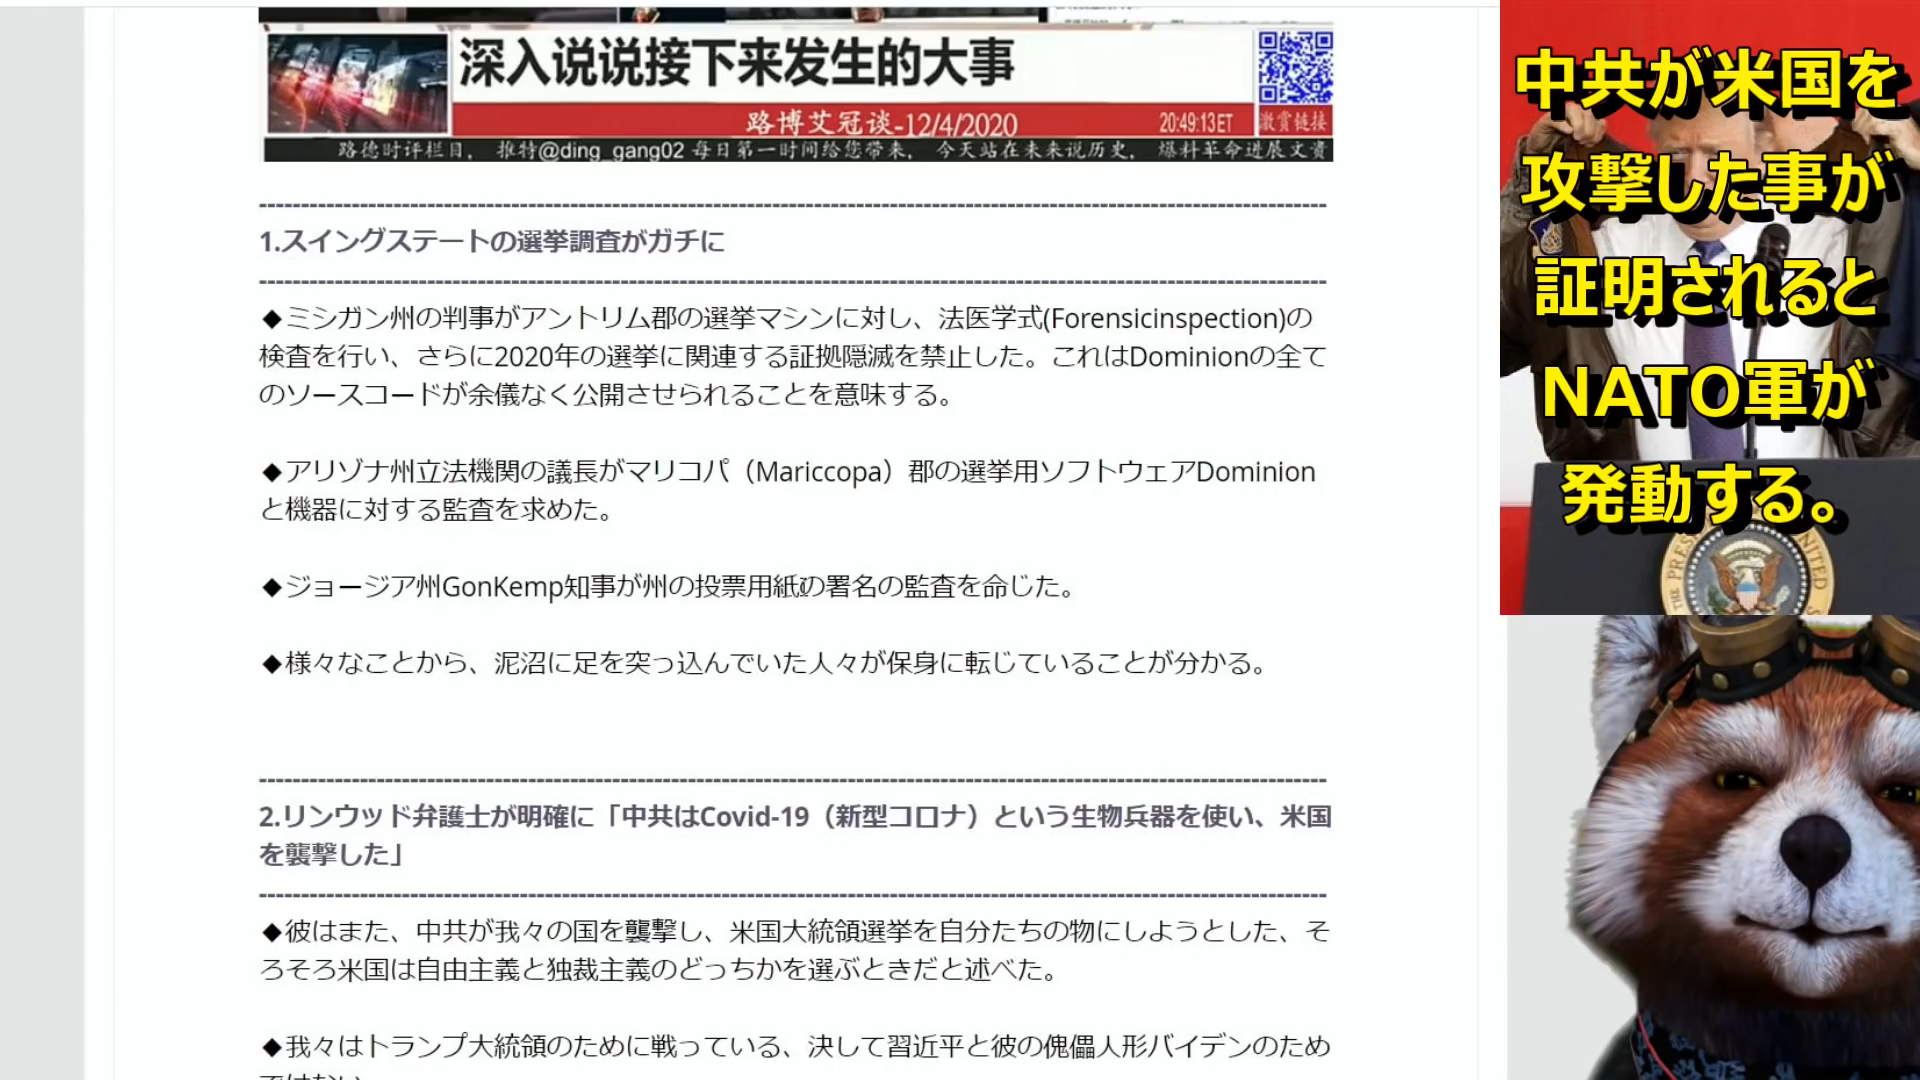 深入说说接下来发生的大事
路博艾冠谈-12/4/2020
20:49:13ET
激赏链接
路德时评栏目， 推特@ding_gang02 每日第一时间给您带来， 今天站在未来说历史， 爆料革命进展文贵
1.スイングステートの選挙調査がガチに
◆ミシガン州の判事がアントリム郡の選挙マシンに対し、法医学式(Forensicinspection)の
検査を行い、さらに2020年の選挙に関連する証拠隠滅を禁止した。これはDominionの全て
のソースコードが余儀なく公開させられることを意味する。
◆アリゾナ州立法機関の議長がマリコパ（Mariccopa）郡の選挙用ソフトウェアDominion
と機器に対する監査を求めた。
◆ジョージア州GonKemp知事が州の投票用紙の署名の監査を命じた。
◆様々なことから、泥沼に足を突っ込んでいた人々が保身に転じていることが分かる。
2.リンウッド弁護士が明確に「中共はCovid-19（新型コロナ）という生物兵器を使い、米国
を襲撃した」
◆彼はまた、中共が我々の国を襲撃し、米国大統領選挙を自分たちの物にしようとした、そ
ろそろ米国は自由主義と独裁主義のどっちかを選ぶときだと述べた。
◆我々はトランプ大統領のために戦っている、決して習近平と彼の傀儡人形バイデンのため
中共が米国を
攻撃した事が
証明されると
NATO軍が
発動する。